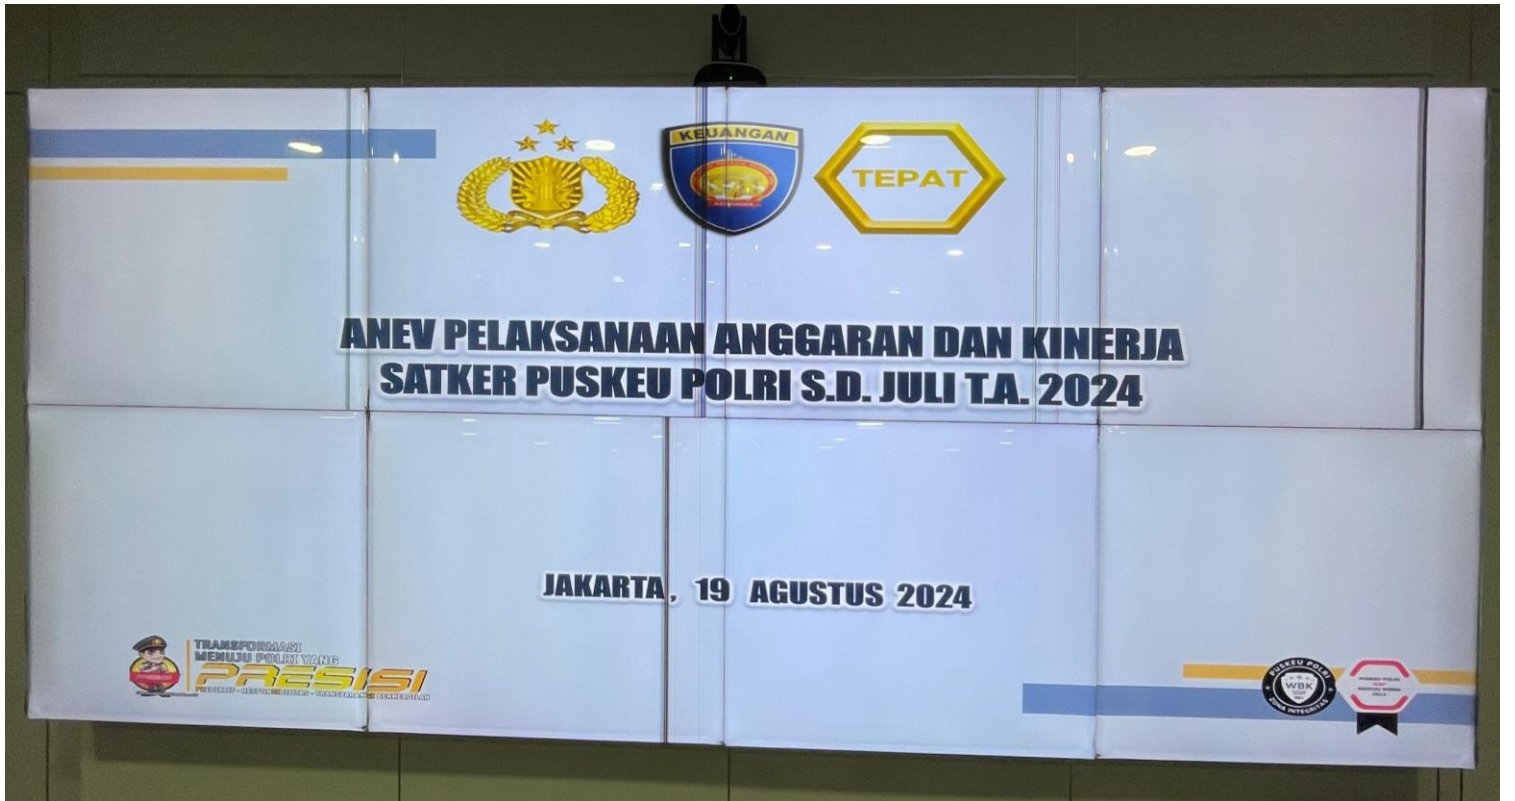 KEUANGAN
TEPAT
ANEV PELAKSANAAN ANGGARAN DAN KINERJA
SATKER PUSKEU POLRI S.D. JULI T.A. 2024
JAKARTA, 19 AGUSTUS 2024
TRANSFORMASI
MENUJU POLRI YANG
PRESISI
PUSKEU POLRI
WBK
ZONA INTEGRITAS